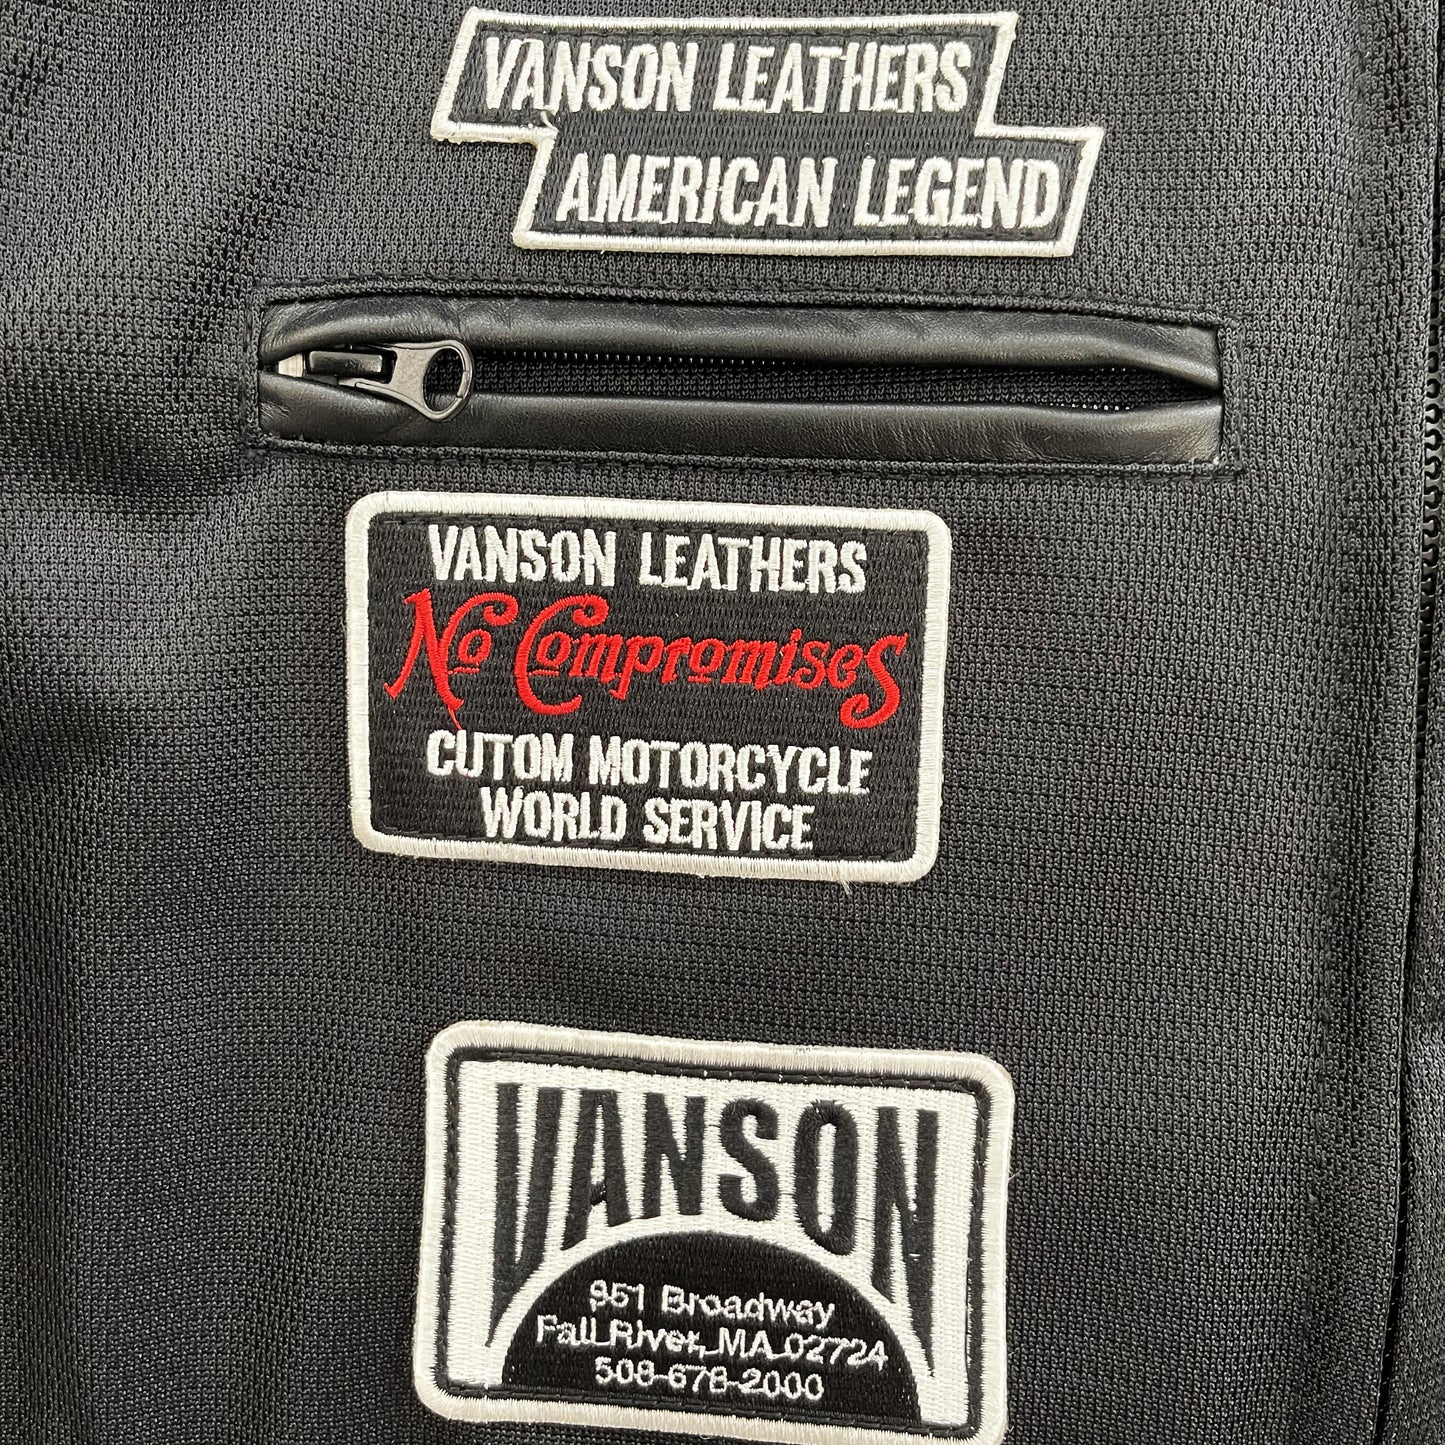 VANSON LEATHERS
AMERICAN LEGEND
VANSON LEATHERS
No Compromises
CUTOM MOTORCYCLE
WORLD SERVICE
VANSON
951 Broadway
Fall River, MA 02724
508-678-2000